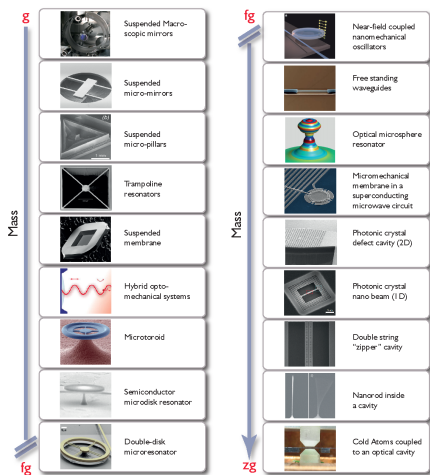 g
Suspended Macro-
scopic mirrors
Suspended
micro-mirrors
Suspended
micro-pillars
Trampoline
resonators
Suspended
membrane
Hybrid opto-
mechanical systems
Microtoroid
Semiconductor
microdisk resonator
Double-disk
microresonator
fg
Mass
fg
Near-field coupled
nanomechanical
oscillators
Free standing
waveguides
Optical microsphere
resonator
Micromechanical
membrane in a
superconducting
microwave circuit
Photonic crystal
defect cavity (2D)
Photonic crystal
nano beam (1D)
Double string
“zipper” cavity
Nanorod inside
a cavity
Cold Atoms coupled
to an optical cavity
zg
Mass